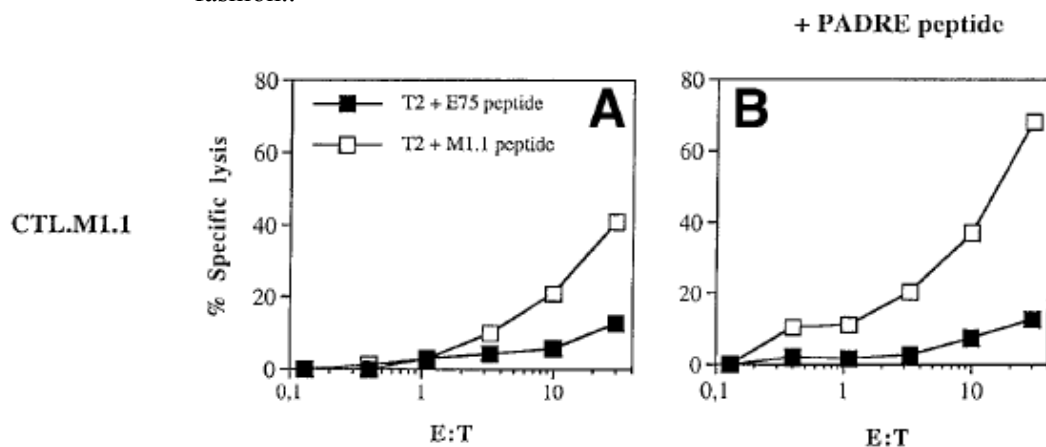 + PADRE peptide
80
60
40
20
0
T2 + E75 peptide
T2 + M1.1 peptide
A
80
60
40
20
0
B
% Specific lysis
CTL.M1.1
0,1
1
10
0,1
1
10
E:T
E:T